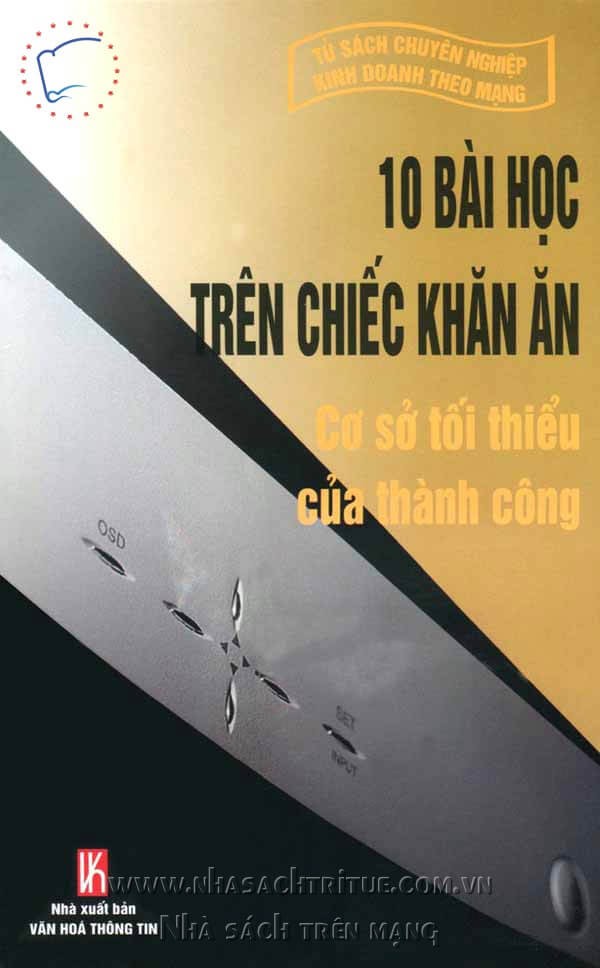 TỦ SÁCH CHUYÊN NGHIỆP
KINH DOANH THEO MẠNG
10 BÀI HỌC
TRÊN CHIẾC KHĂN ĂN
Cơ sở tối thiểu
của thành công
OSD
SET
INPUT
WWW.NHASACHTRITUE.COM.VN
Nhà xuất bản
VĂN HOÁ THÔNG TIN
NHÀ SÁCH TRÊN MẠNG